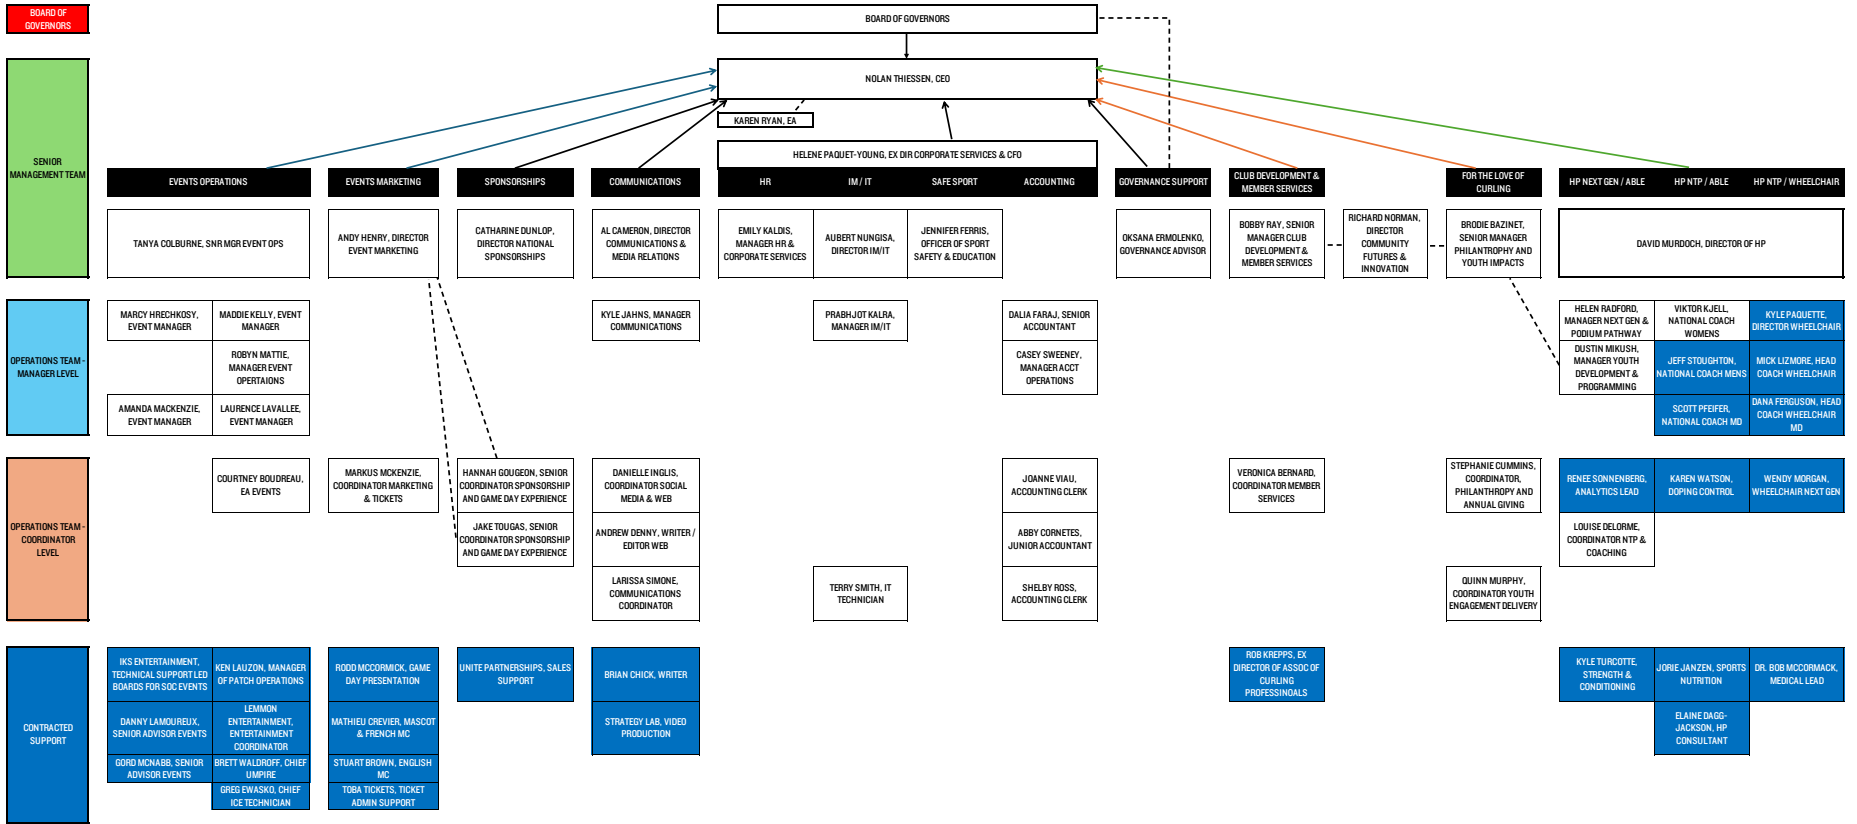 BOARD OF
GOVERNORS
BOARD OF GOVERNORS
NOLAN THIESSEN, CEO
KAREN RYAN, EA
HELENE PAQUET-YOUNG, EX DIR CORPORATE SERVICES & CFO
SENIOR
MANAGEMENT TEAM
EVENTS OPERATIONS
EVENTS MARKETING
SPONSORSHIPS
COMMUNICATIONS
HR
IM / IT
SAFE SPORT
ACCOUNTING
GOVERNANCE SUPPORT
CLUB DEVELOPMENT &
MEMBER SERVICES
FOR THE LOVE OF
CURLING
HP NEXT GEN / ABLE
HP NTP / ABLE
HP NTP / WHEELCHAIR
TANYA COLBURNE, SNR MGR EVENT OPS
ANDY HENRY, DIRECTOR
EVENT MARKETING
CATHARINE DUNLOP,
DIRECTOR NATIONAL
SPONSORSHIPS
AL CAMERON, DIRECTOR
COMMUNICATIONS &
MEDIA RELATIONS
EMILY KALDIS,
MANAGER HR &
CORPORATE SERVICES
AUBERT NUNGISA,
DIRECTOR IM/IT
JENNIFER FERRIS,
OFFICER OF SPORT
SAFETY & EDUCATION
OKSANA ERMOLENKO,
GOVERNANCE ADVISOR
BOBBY RAY, SENIOR
MANAGER CLUB
DEVELOPMENT &
MEMBER SERVICES
RICHARD NORMAN,
DIRECTOR
COMMUNITY
FUTURES &
INNOVATION
BRODIE BAZINET,
SENIOR MANAGER
PHILANTROPHY AND
YOUTH IMPACTS
DAVID MURDOCH, DIRECTOR OF HP
OPERATIONS TEAM -
MANAGER LEVEL
MARCY HRECHKOSY,
EVENT MANAGER
MADDIE KELLY, EVENT
MANAGER
ROBYN MATTIE,
MANAGER EVENT
OPERTAIONS
AMANDA MACKENZIE,
EVENT MANAGER
LAURENCE LAVALLEE,
EVENT MANAGER
KYLE JAHNS, MANAGER
COMMUNICATIONS
PRABHJOT KALRA,
MANAGER IM/IT
DALIA FARAJ, SENIOR
ACCOUNTANT
CASEY SWEENEY,
MANAGER ACCT
OPERATIONS
HELEN RADFORD,
MANAGER NEXT GEN &
PODIUM PATHWAY
VIKTOR KJELL,
NATIONAL COACH
WOMENS
KYLE PAQUETTE,
DIRECTOR WHEELCHAIR
DUSTIN MIKUSH,
MANAGER YOUTH
DEVELOPMENT &
PROGRAMMING
JEFF STOUGHTON,
NATIONAL COACH MENS
MICK LIZMORE, HEAD
COACH WHEELCHAIR
SCOTT PFEIFER,
NATIONAL COACH MD
DANA FERGUSON, HEAD
COACH WHEELCHAIR
MD
OPERATIONS TEAM -
COORDINATOR
LEVEL
COURTNEY BOUDREAU,
EA EVENTS
MARKUS MCKENZIE,
COORDINATOR MARKETING
& TICKETS
HANNAH GOUGEON, SENIOR
COORDINATOR SPONSORSHIP
AND GAME DAY EXPERIENCE
JAKE TOUGAS, SENIOR
COORDINATOR SPONSORSHIP
AND GAME DAY EXPERIENCE
DANIELLE INGLIS,
COORDINATOR SOCIAL
MEDIA & WEB
ANDREW DENNY, WRITER /
EDITOR WEB
LARISSA SIMONE,
COMMUNICATIONS
COORDINATOR
TERRY SMITH, IT
TECHNICIAN
JOANNE VIAU,
ACCOUNTING CLERK
ABBY CORNETES,
JUNIOR ACCOUNTANT
SHELBY ROSS,
ACCOUNTING CLERK
VERONICA BERNARD,
COORDINATOR MEMBER
SERVICES
STEPHANIE CUMMINS,
COORDINATOR,
PHILANTHROPY AND
ANNUAL GIVING
QUINN MURPHY,
COORDINATOR YOUTH
ENGAGEMENT DELIVERY
RENEE SONNENBERG,
ANALYTICS LEAD
KAREN WATSON,
DOPING CONTROL
WENDY MORGAN,
WHEELCHAIR NEXT GEN
LOUISE DELORME,
COORDINATOR NTP &
COACHING
CONTRACTED
SUPPORT
IKS ENTERTAINMENT,
TECHNICAL SUPPORT LED
BOARDS FOR SOC EVENTS
KEN LAUZON, MANAGER
OF PATCH OPERATIONS
DANNY LAMOUREUX,
SENIOR ADVISOR EVENTS
LEMMON
ENTERTAINMENT,
ENTERTAINMENT
COORDINATOR
GORD MCNABB, SENIOR
ADVISOR EVENTS
BRETT WALDROFF, CHIEF
UMPIRE
GREG EWASKO, CHIEF
ICE TECHNICIAN
RODD MCCORMICK, GAME
DAY PRESENTATION
MATHIEU CREVIER, MASCOT
& FRENCH MC
STUART BROWN, ENGLISH
MC
TOBA TICKETS, TICKET
ADMIN SUPPORT
UNITE PARTNERSHIPS, SALES
SUPPORT
BRIAN CHICK, WRITER
STRATEGY LAB, VIDEO
PRODUCTION
ROB KREPPS, EX
DIRECTOR OF ASSOC OF
CURLING
PROFESSINOALS
KYLE TURCOTTE,
STRENGTH &
CONDITIONING
JORIE JANZEN, SPORTS
NUTRITION
DR. BOB MCCORMACK,
MEDICAL LEAD
ELAINE DAGG-
JACKSON, HP
CONSULTANT